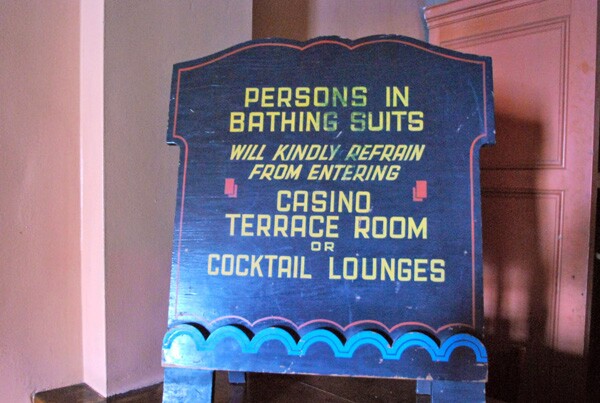 PERSONS IN
BATHING SUITS
WILL KINDLY REFRAIN
FROM ENTERING
CASINO
TERRACE ROOM
OR
COCKTAIL LOUNGES